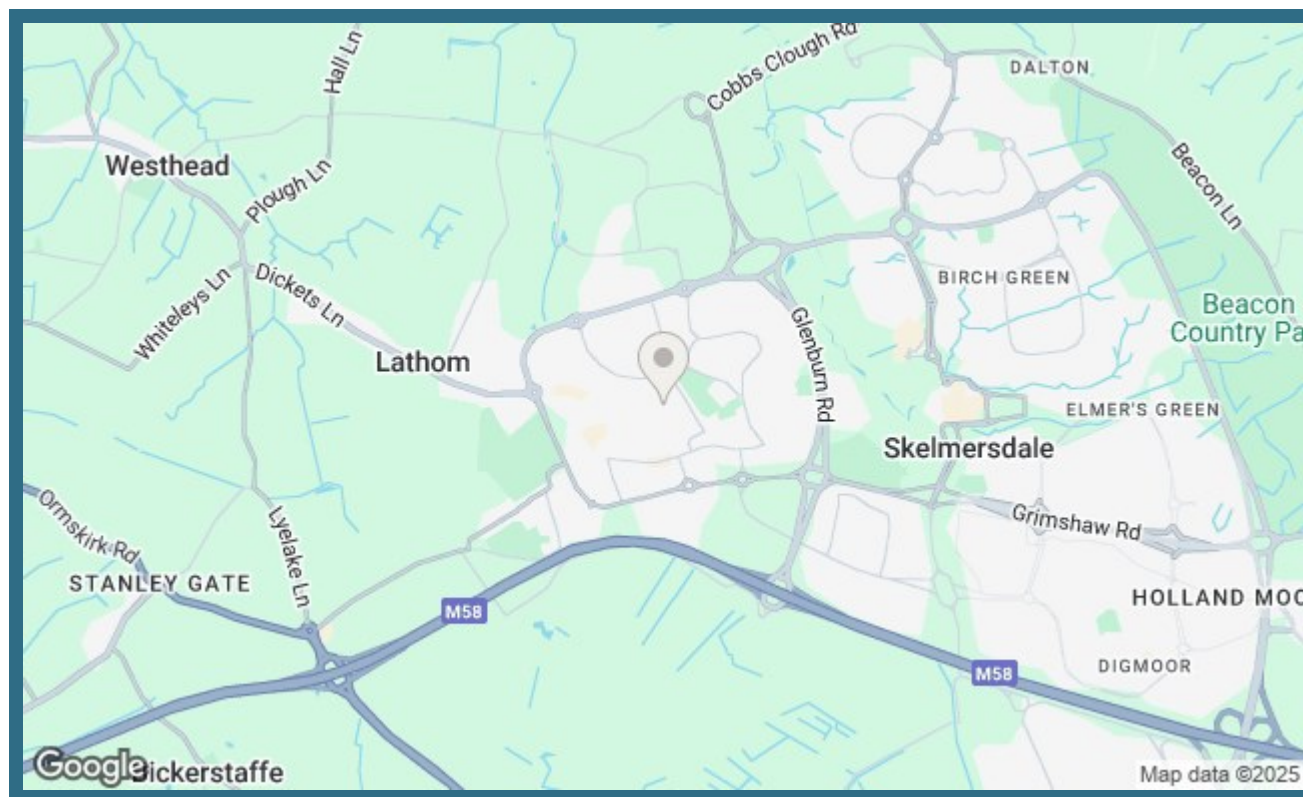 Cobbs Clough Rd
DALTON
Hall Ln
Westhead
Plough Ln
Beacon Ln
Whiteleys Ln
Dickets Ln
BIRCH GREEN
Beacon
Country Pa
Glenburn Rd
Lathom
ELMER'S GREEN
Skelmersdale
Ormskirk Rd
Lyelake Ln
Grimshaw Rd
STANLEY GATE
HOLLAND MOO
M58
DIGMOOR
M58
Google
Bickerstaffe
Map data ©2025